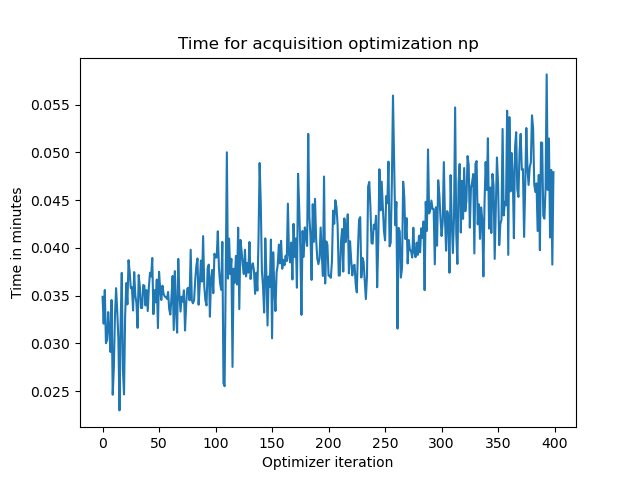 Time for acquisition optimization np
Time in minutes
0.055
0.050
0.045
0.040
0.035
0.030
0.025
0 50 100 150 200 250 300 350 400
Optimizer iteration